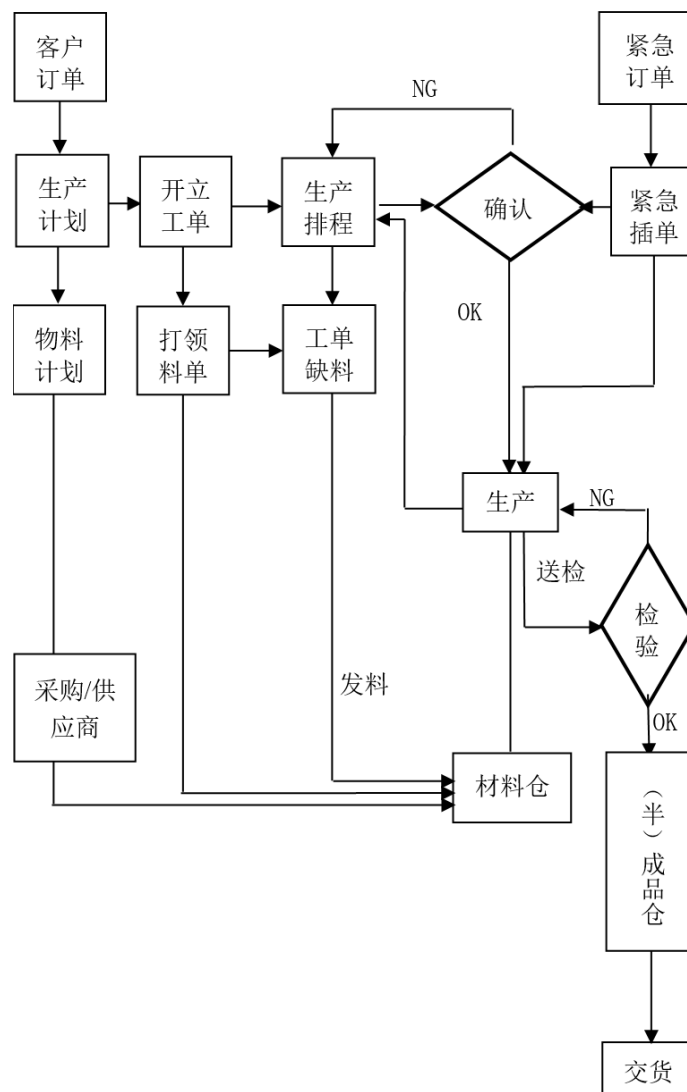 客户
订单
紧急
订单
NG
生产
计划
开立
工单
生产
排程
确认
紧急
插单
OK
物料
计划
打领
料单
工单
缺料
生产
NG
送检
检
验
采购/供
应商
发料
OK
材料仓
（半）成品仓
交货